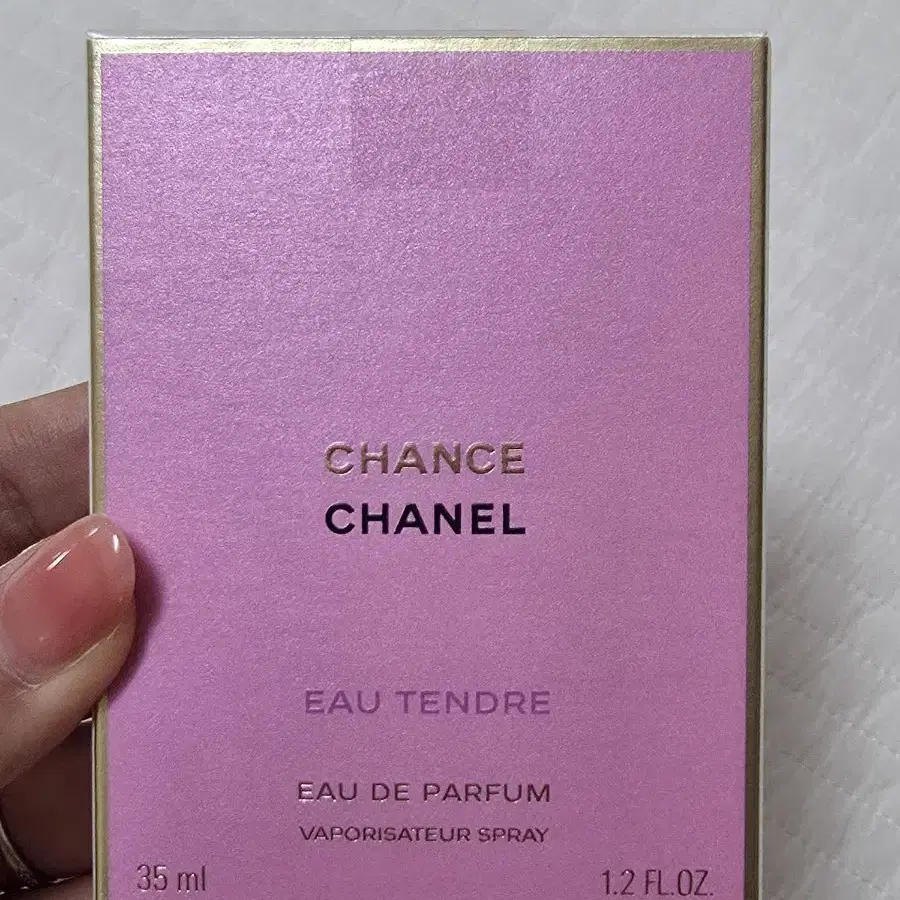 CHANCE
CHANEL
EAU TENDRE
EAU DE PARFUM
VAPORISATEUR SPRAY
35 ml 1.2 FL.OZ.